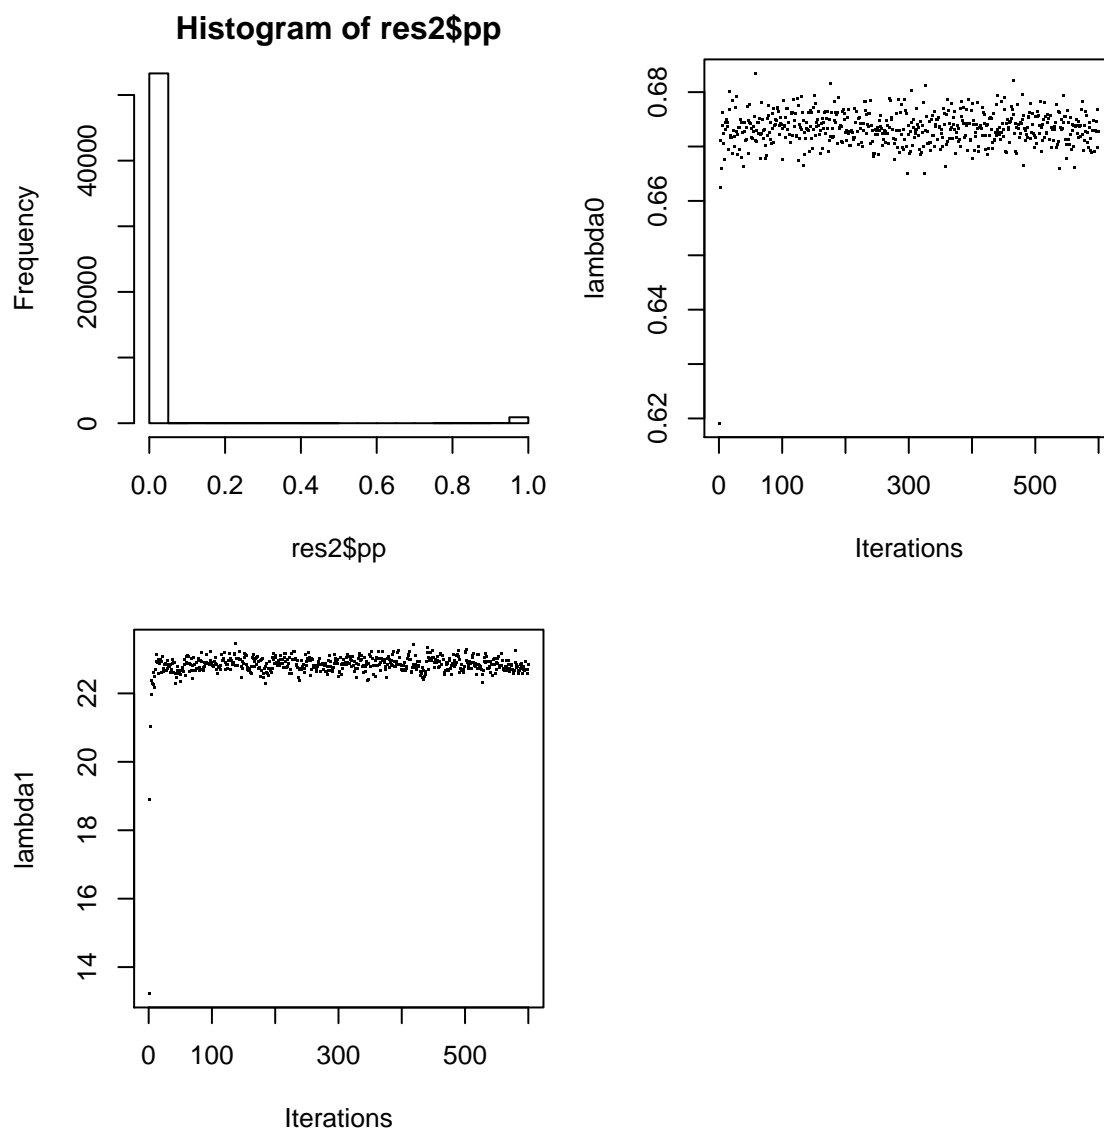 Histogram of res2$pp
Frequency
0
20000
40000
0.0 0.2 0.4 0.6 0.8 1.0
res2$pp
lambda0
0.62
0.64
0.66
0.68
0 100 300 500
Iterations
lambda1
14
16
18
20
22
0 100 300 500
Iterations